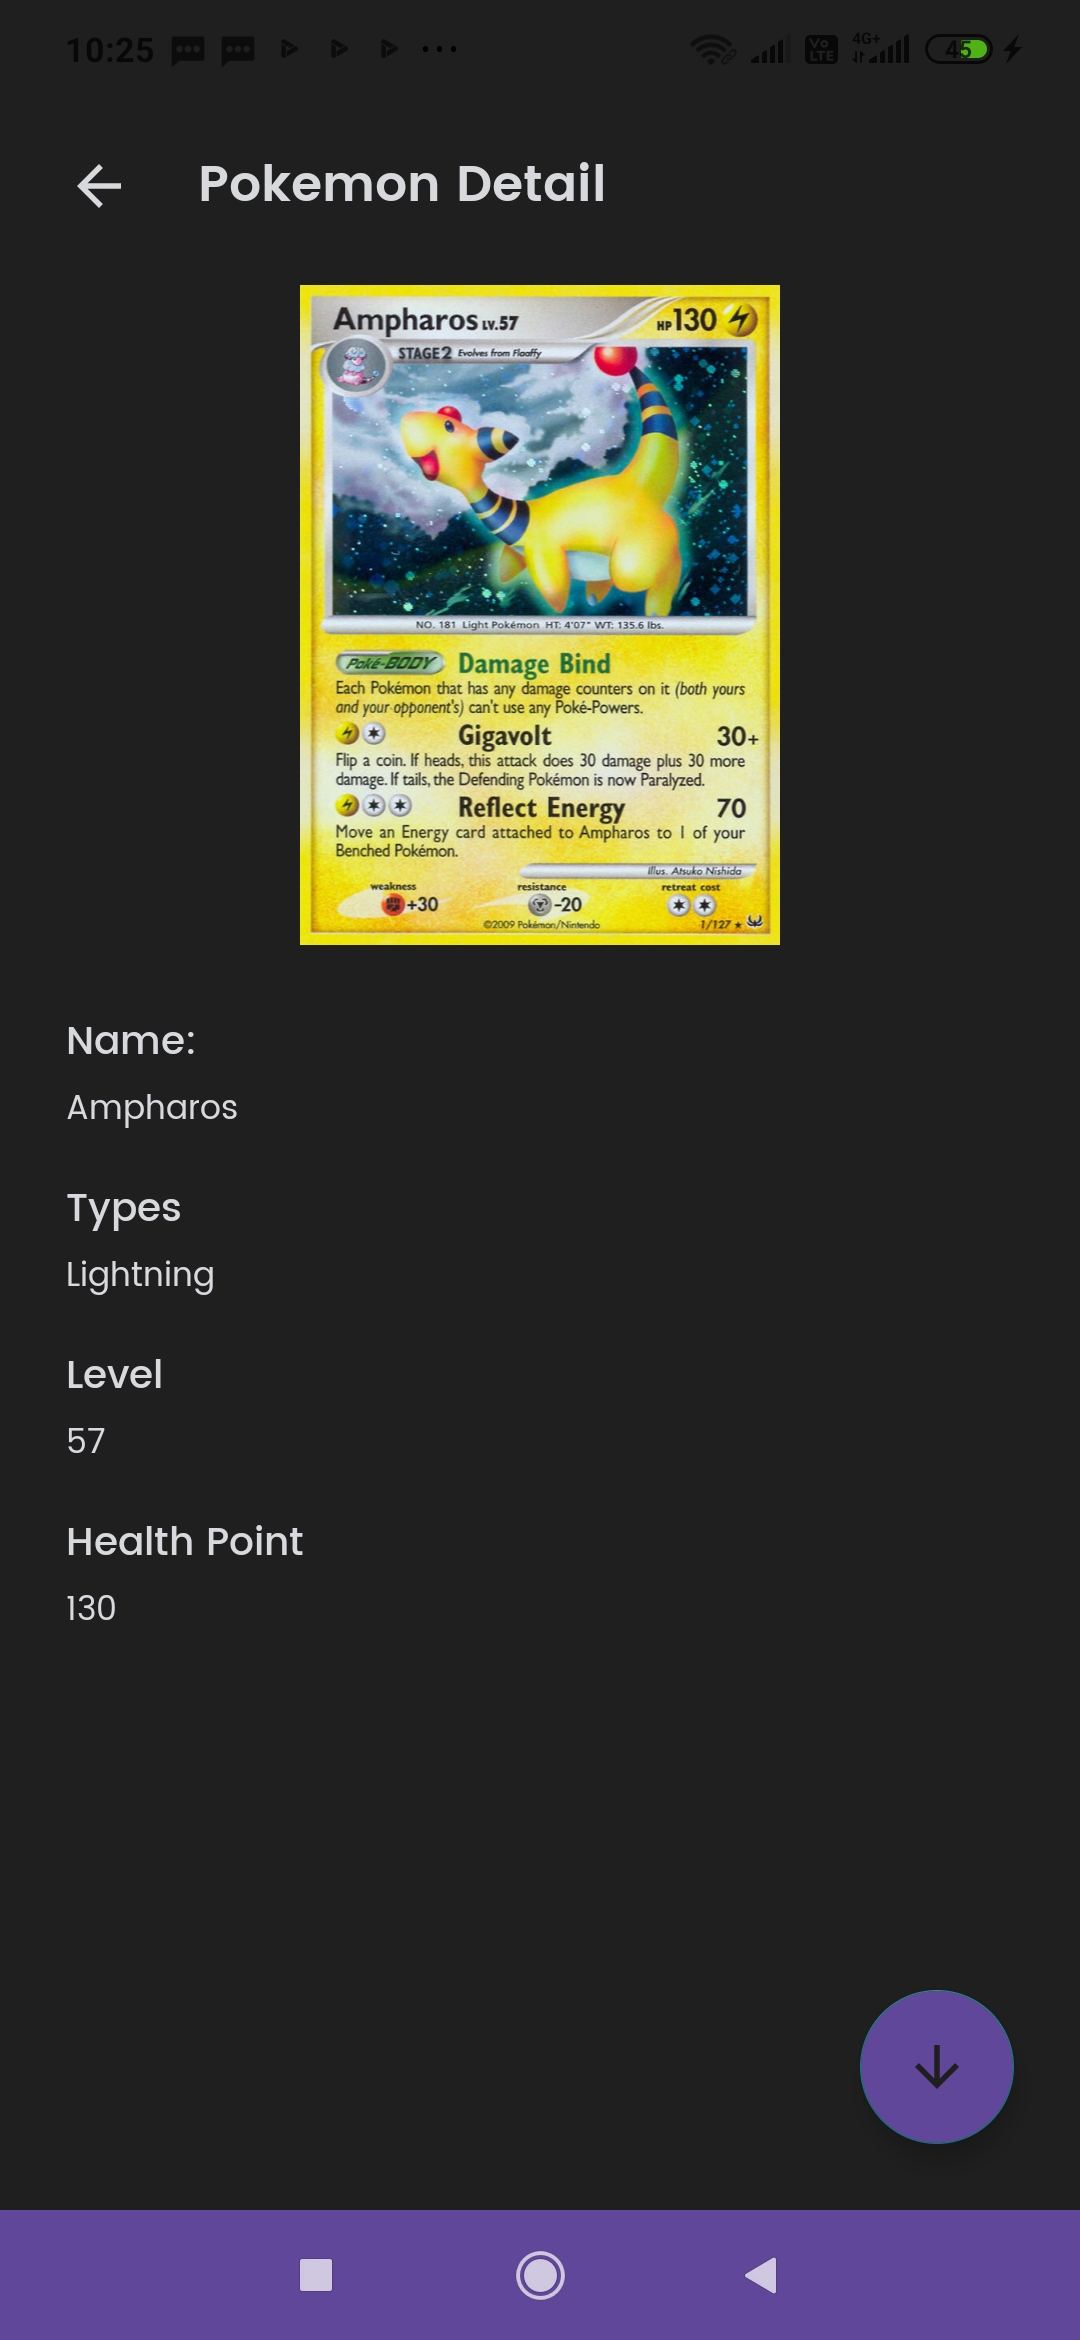 10:25 Vo LTE 4G+ 45
Pokemon Detail
Ampharos LV.57 HP 130
STAGE2 Evolves from Flaaffy
NO. 181 Light Pokémon HT: 4'07" WT: 135.6 lbs.
Poké-BODY Damage Bind
Each Pokémon that has any damage counters on it (both yours
and your opponent's) can't use any Poké-Powers.
Gigavolt 30+
Flip a coin. If heads, this attack does 30 damage plus 30 more
damage. If tails, the Defending Pokémon is now Paralyzed.
Reflect Energy 70
Move an Energy card attached to Ampharos to 1 of your
Benched Pokémon.
Illus. Atsuko Nishida
weakness resistance retreat cost
+30 -20
©2009 Pokémon/Nintendo 1/127
Name:
Ampharos
Types
Lightning
Level
57
Health Point
130